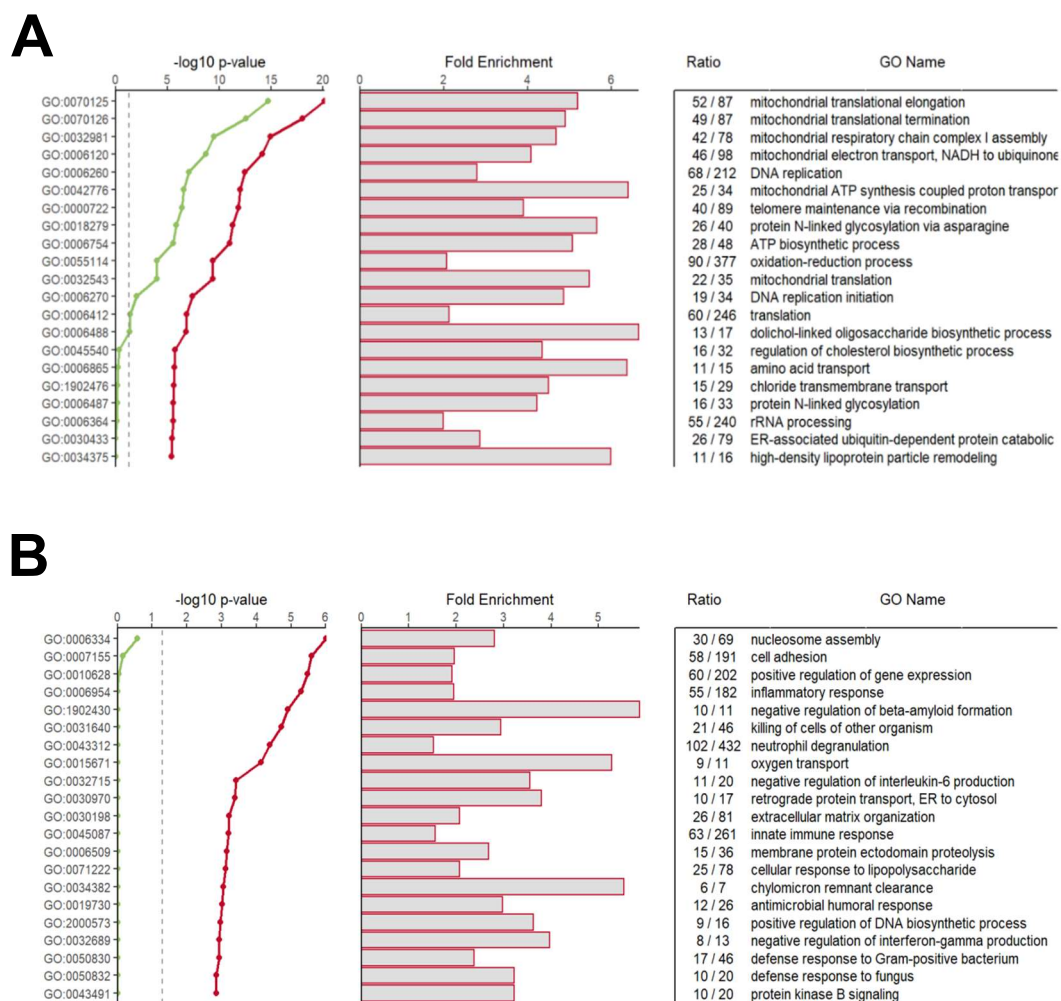 A
-log10 p-value Fold Enrichment Ratio GO Name
0 5 10 15 20 0 2 4 6
GO:0070125 52 / 87 mitochondrial translational elongation
GO:0070126 49 / 87 mitochondrial translational termination
GO:0032981 42 / 78 mitochondrial respiratory chain complex I assembly
GO:0006120 46 / 98 mitochondrial electron transport, NADH to ubiquinone
GO:0006260 68 / 212 DNA replication
GO:0042776 25 / 34 mitochondrial ATP synthesis coupled proton transpor
GO:0000722 40 / 89 telomere maintenance via recombination
GO:0018279 26 / 40 protein N-linked glycosylation via asparagine
GO:0006754 28 / 48 ATP biosynthetic process
GO:0055114 90 / 377 oxidation-reduction process
GO:0032543 22 / 35 mitochondrial translation
GO:0006270 19 / 34 DNA replication initiation
GO:0006412 60 / 246 translation
GO:0006488 13 / 17 dolichol-linked oligosaccharide biosynthetic process
GO:0045540 16 / 32 regulation of cholesterol biosynthetic process
GO:0006865 11 / 15 amino acid transport
GO:1902476 15 / 29 chloride transmembrane transport
GO:0006487 16 / 33 protein N-linked glycosylation
GO:0006364 55 / 240 rRNA processing
GO:0030433 26 / 79 ER-associated ubiquitin-dependent protein catabolic
GO:0034375 11 / 16 high-density lipoprotein particle remodeling
B
-log10 p-value Fold Enrichment Ratio GO Name
0 1 2 3 4 5 6 0 1 2 3 4 5
GO:0006334 30 / 69 nucleosome assembly
GO:0007155 58 / 191 cell adhesion
GO:0010628 60 / 202 positive regulation of gene expression
GO:0006954 55 / 182 inflammatory response
GO:1902430 10 / 11 negative regulation of beta-amyloid formation
GO:0031640 21 / 46 killing of cells of other organism
GO:0043312 102 / 432 neutrophil degranulation
GO:0015671 9 / 11 oxygen transport
GO:0032715 11 / 20 negative regulation of interleukin-6 production
GO:0030970 10 / 17 retrograde protein transport, ER to cytosol
GO:0030198 26 / 81 extracellular matrix organization
GO:0045087 63 / 261 innate immune response
GO:0006509 15 / 36 membrane protein ectodomain proteolysis
GO:0071222 25 / 78 cellular response to lipopolysaccharide
GO:0034382 6 / 7 chylomicron remnant clearance
GO:0019730 12 / 26 antimicrobial humoral response
GO:2000573 9 / 16 positive regulation of DNA biosynthetic process
GO:0032689 8 / 13 negative regulation of interferon-gamma production
GO:0050830 17 / 46 defense response to Gram-positive bacterium
GO:0050832 10 / 20 defense response to fungus
GO:0043491 10 / 20 protein kinase B signaling